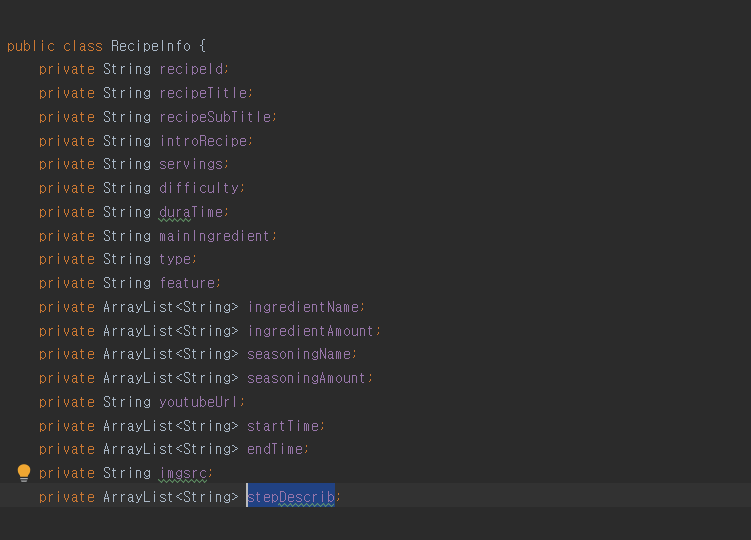 public class RecipeInfo {
private String recipeId;
private String recipeTitle;
private String recipeSubTitle;
private String introRecipe;
private String servings;
private String difficulty;
private String duraTime;
private String mainIngredient;
private String type;
private String feature;
private ArrayList<String> ingredientName;
private ArrayList<String> ingredientAmount;
private ArrayList<String> seasoningName;
private ArrayList<String> seasoningAmount;
private String youtubeUrl;
private ArrayList<String> startTime;
private ArrayList<String> endTime;
private String imgsrc;
private ArrayList<String> stepDescrib;